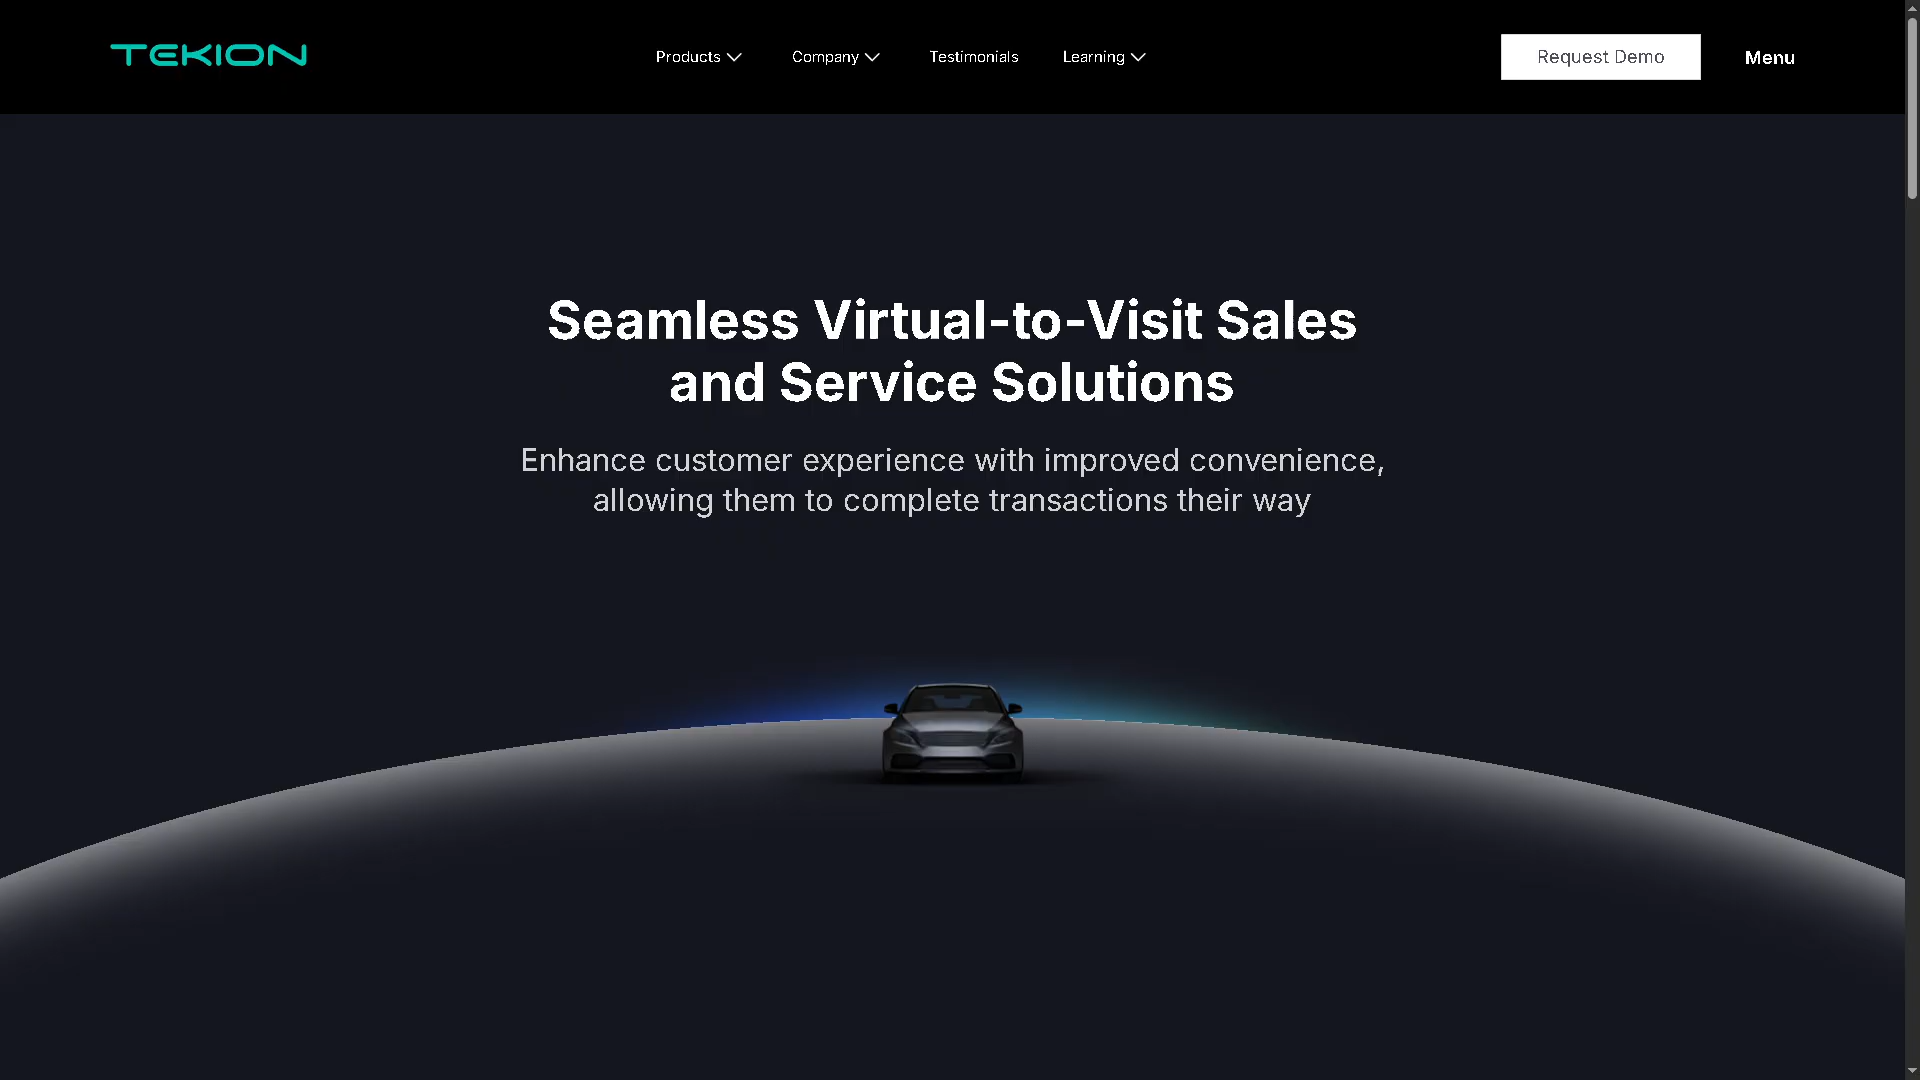 TEKION
Products
Company
Testimonials
Learning
Request Demo
Menu
Seamless Virtual-to-Visit Sales
and Service Solutions
Enhance customer experience with improved convenience,
allowing them to complete transactions their way